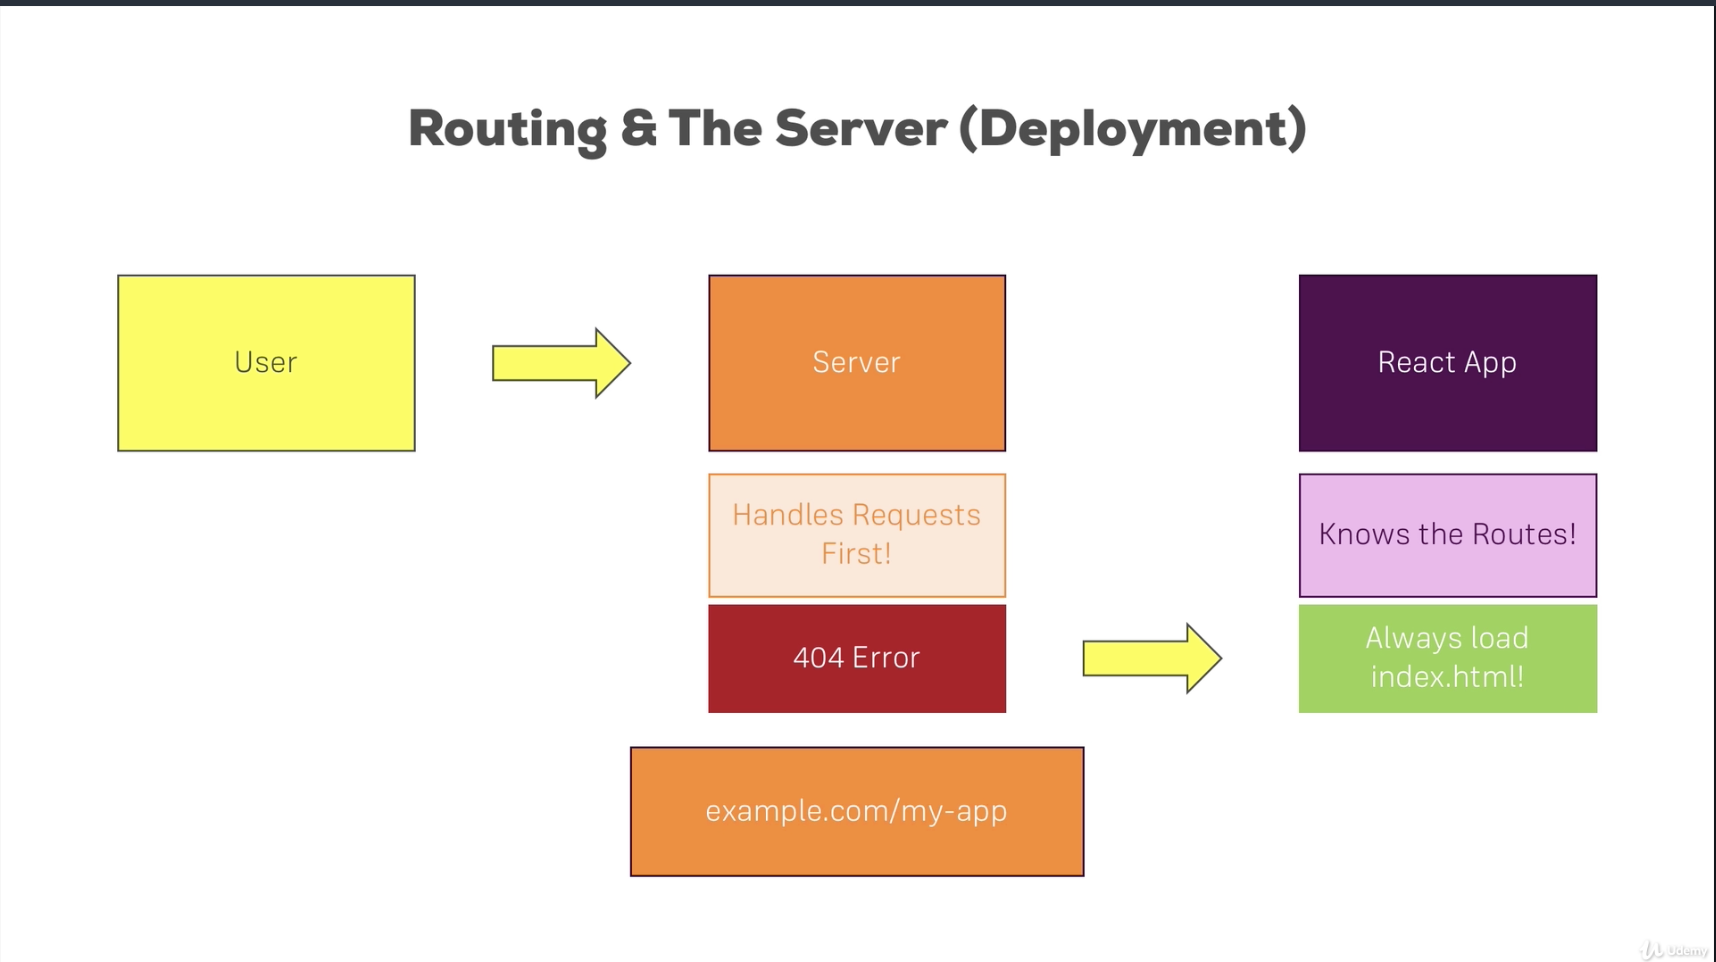 Routing & The Server (Deployment)
User
Server
React App
Handles Requests
First!
Knows the Routes!
404 Error
Always load
index.html!
example.com/my-app
Udemy